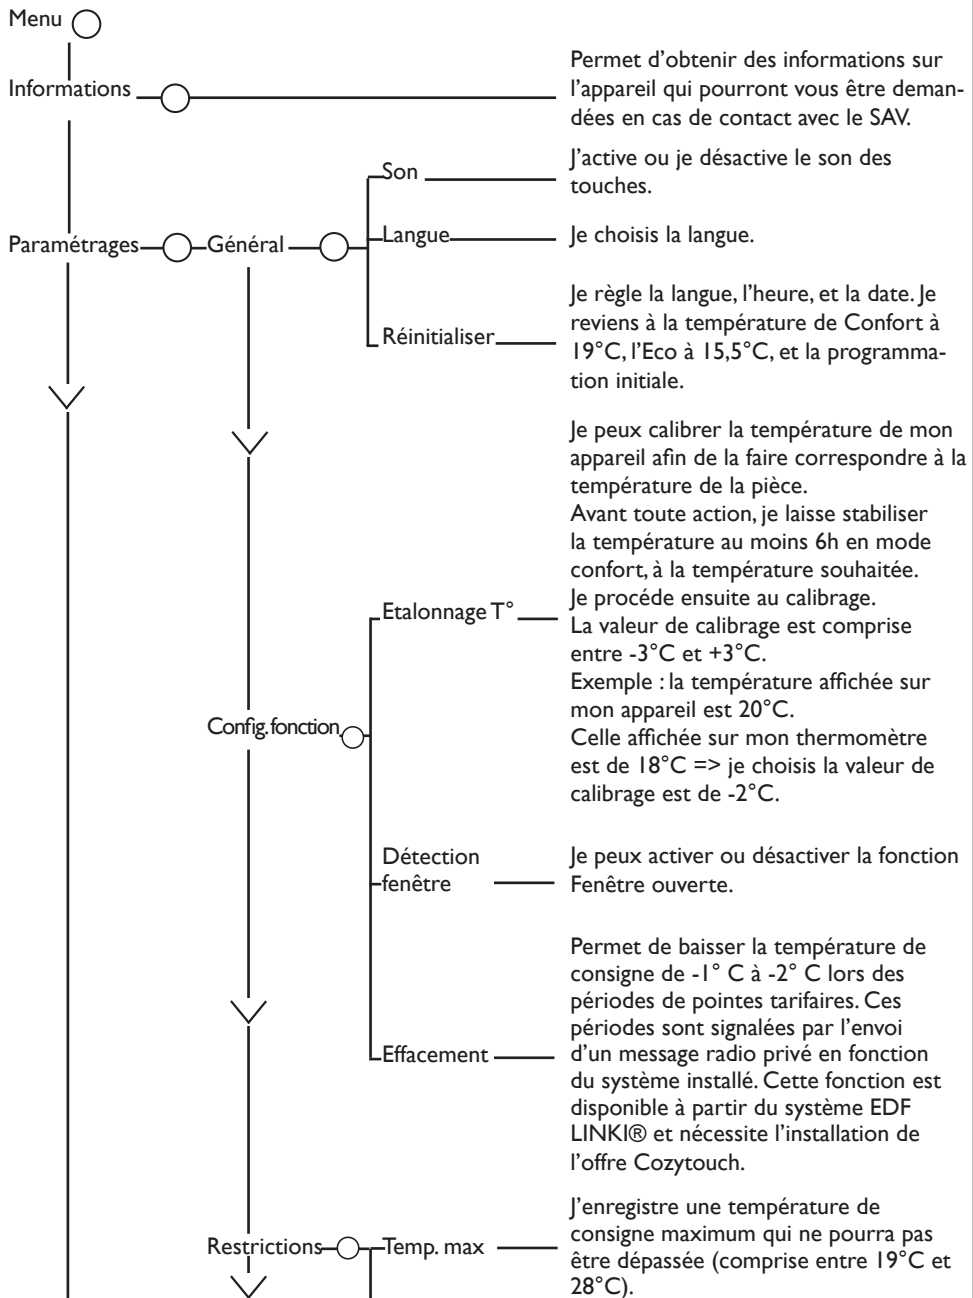 Menu
Informations
Permet d'obtenir des informations sur
l'appareil qui pourront vous être deman-
dées en cas de contact avec le SAV.
Paramétrages
Général
Son
J'active ou je désactive le son des
touches.
Langue
Je choisis la langue.
Réinitialiser
Je règle la langue, l'heure, et la date. Je
reviens à la température de Confort à
19°C, l'Eco à 15,5°C, et la programma-
tion initiale.
Config. fonction
Etalonnage T°
Je peux calibrer la température de mon
appareil afin de la faire correspondre à la
température de la pièce.
Avant toute action, je laisse stabiliser
la température au moins 6h en mode
confort, à la température souhaitée.
Je procéde ensuite au calibrage.
La valeur de calibrage est comprise
entre -3°C et +3°C.
Exemple : la température affichée sur
mon appareil est 20°C.
Celle affichée sur mon thermomètre
est de 18°C => je choisis la valeur de
calibrage est de -2°C.
Détection
fenêtre
Je peux activer ou désactiver la fonction
Fenêtre ouverte.
Effacement
Permet de baisser la température de
consigne de -1° C à -2° C lors des
périodes de pointes tarifaires. Ces
périodes sont signalées par l'envoi
d'un message radio privé en fonction
du système installé. Cette fonction est
disponible à partir du système EDF
LINKI® et nécessite l'installation de
l'offre Cozytouch.
Restrictions
Temp. max
J'enregistre une température de
consigne maximum qui ne pourra pas
être dépassée (comprise entre 19°C et
28°C).